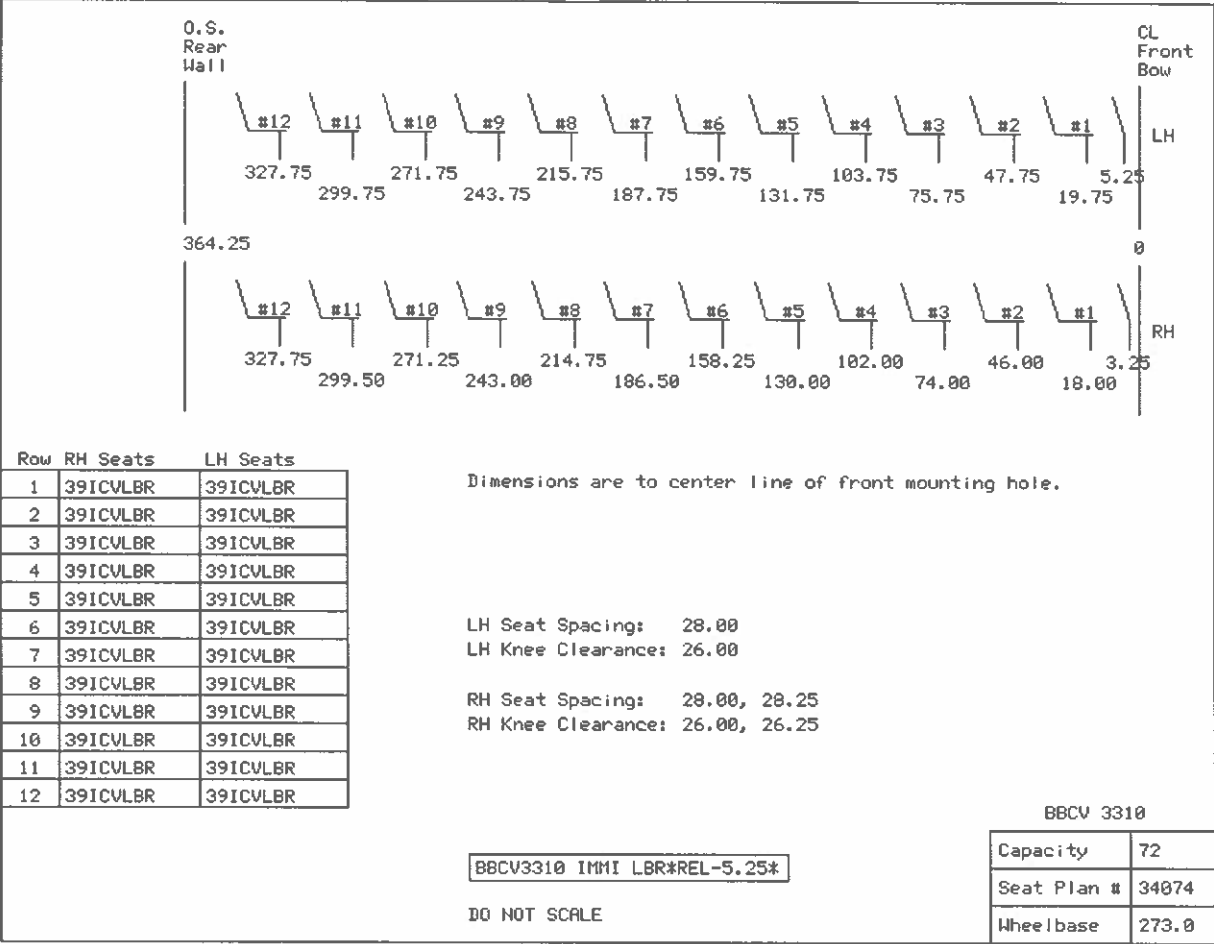 O.S.
Rear
Wall
CL
Front
Bow
#12 #11 #10 #9 #8 #7 #6 #5 #4 #3 #2 #1
LH
327.75 271.75 215.75 159.75 103.75 47.75 5.25
299.75 243.75 187.75 131.75 75.75 19.75
364.25 0
#12 #11 #10 #9 #8 #7 #6 #5 #4 #3 #2 #1
RH
327.75 271.25 214.75 158.25 102.00 46.00 3.25
299.50 243.00 186.50 130.00 74.00 18.00
Row RH Seats LH Seats
1 39ICVLBR 39ICVLBR
2 39ICVLBR 39ICVLBR
3 39ICVLBR 39ICVLBR
4 39ICVLBR 39ICVLBR
5 39ICVLBR 39ICVLBR
6 39ICVLBR 39ICVLBR
7 39ICVLBR 39ICVLBR
8 39ICVLBR 39ICVLBR
9 39ICVLBR 39ICVLBR
10 39ICVLBR 39ICVLBR
11 39ICVLBR 39ICVLBR
12 39ICVLBR 39ICVLBR
Dimensions are to center line of front mounting hole.
LH Seat Spacing: 28.00
LH Knee Clearance: 26.00
RH Seat Spacing: 28.00, 28.25
RH Knee Clearance: 26.00, 26.25
BBCV3310 IMMI LBR*REL-5.25*
DO NOT SCALE
BBCV 3310
Capacity 72
Seat Plan # 34074
Wheelbase 273.0